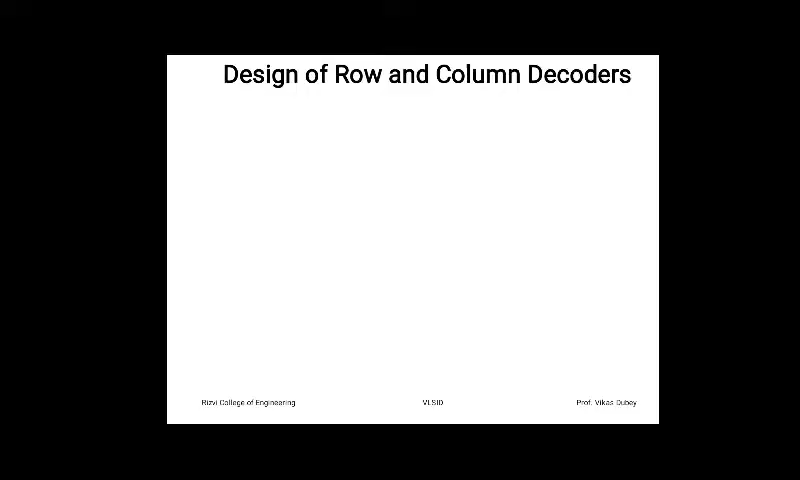 Design of Row and Column Decoders
Rizvi College of Engineering VLSID Prof. Vikas Dubey